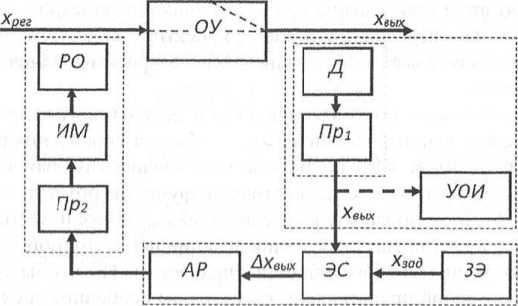 Xрег
ОУ
Xвых
РО
ИМ
Пр₂
Д
Пр₁
УОИ
Xвых
АР
ΔXвых
ЭС
Xзад
ЗЭ